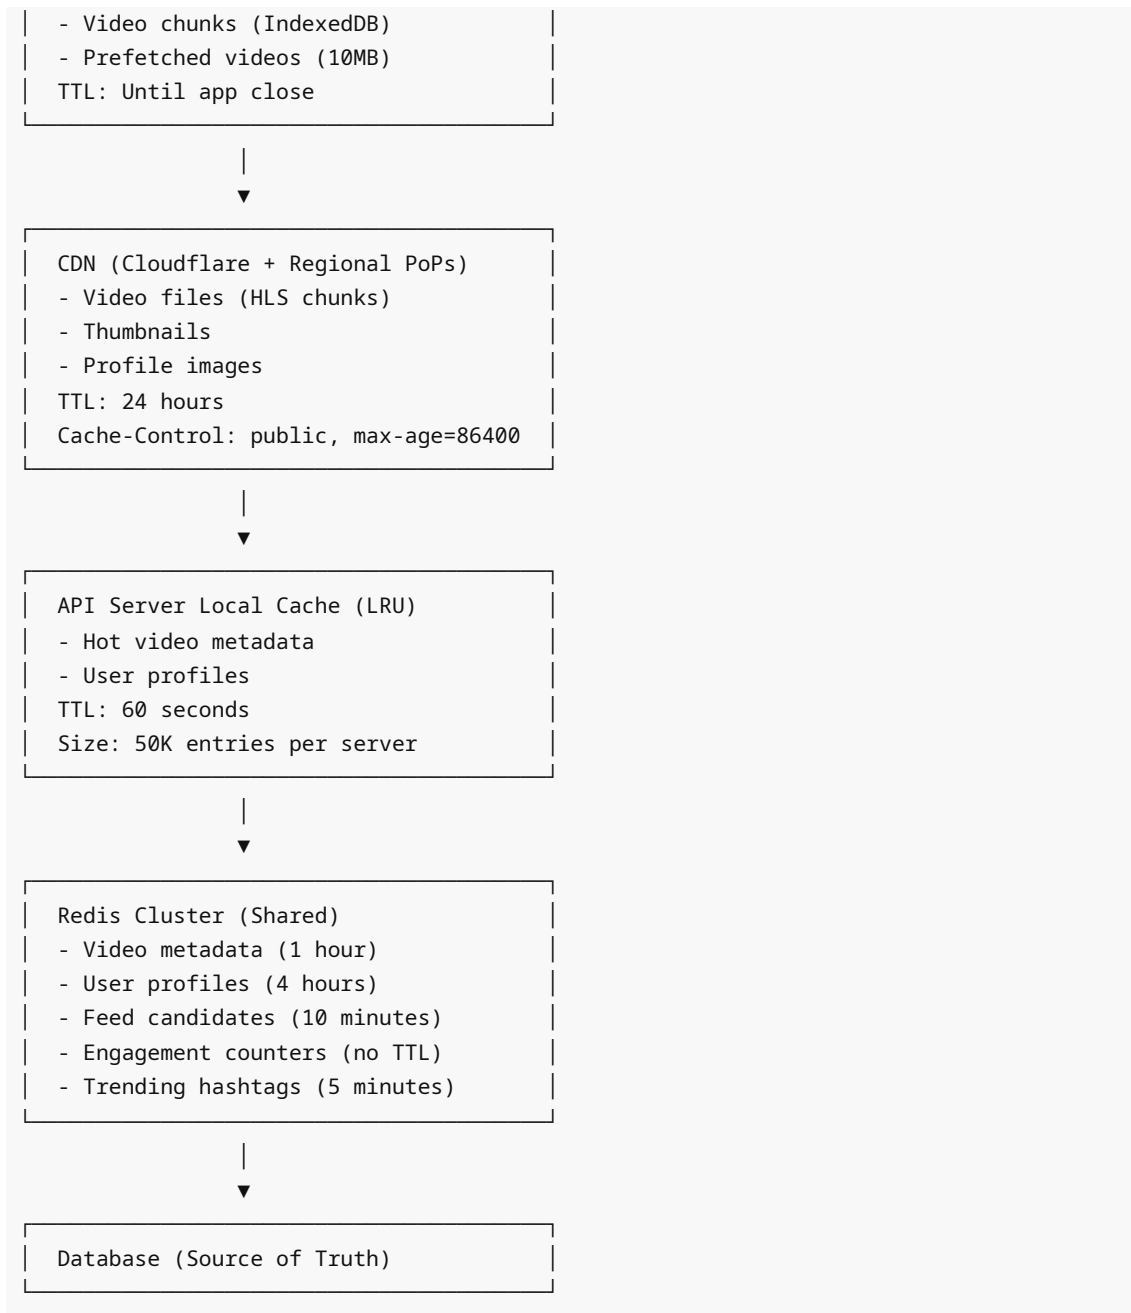 - Video chunks (IndexedDB)
- Prefetched videos (10MB)
TTL: Until app close
CDN (Cloudflare + Regional PoPs)
- Video files (HLS chunks)
- Thumbnails
- Profile images
TTL: 24 hours
Cache-Control: public, max-age=86400
API Server Local Cache (LRU)
- Hot video metadata
- User profiles
TTL: 60 seconds
Size: 50K entries per server
Redis Cluster (Shared)
- Video metadata (1 hour)
- User profiles (4 hours)
- Feed candidates (10 minutes)
- Engagement counters (no TTL)
- Trending hashtags (5 minutes)
Database (Source of Truth)